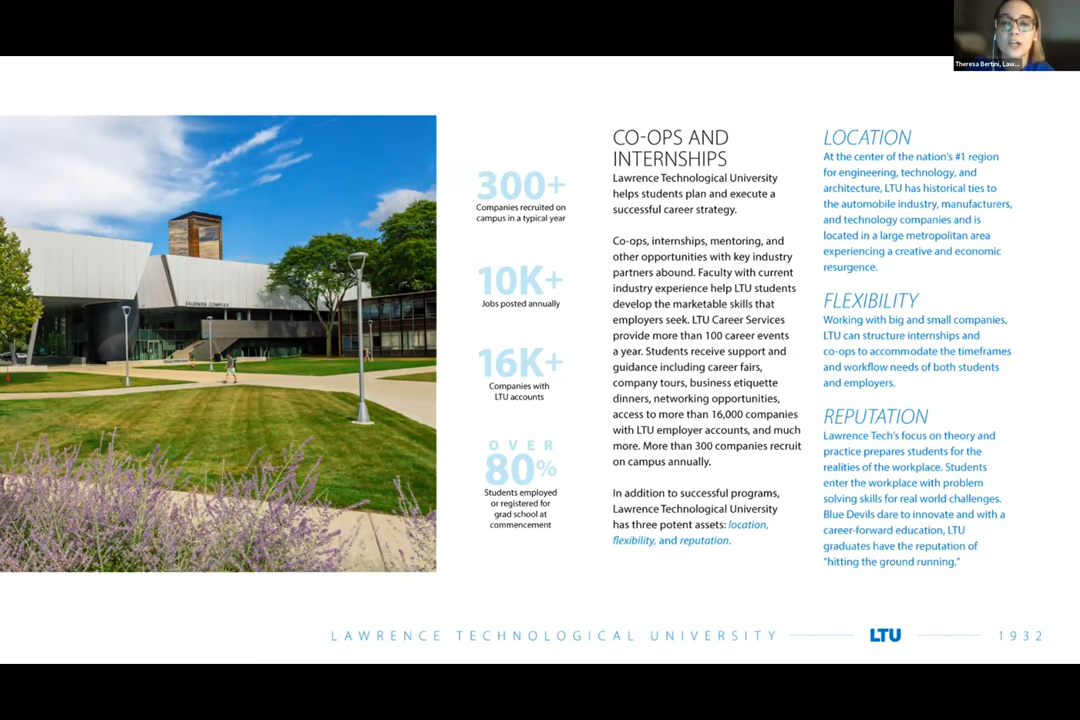 Theresa Bertini, Law...
TAUBMAN COMPLEX
300+
Companies recruited on
campus in a typical year
10K+
Jobs posted annually
16K+
Companies with
LTU accounts
OVER
80%
Students employed
or registered for
grad school at
commencement
CO-OPS AND
INTERNSHIPS
Lawrence Technological University
helps students plan and execute a
successful career strategy.
Co-ops, internships, mentoring, and
other opportunities with key industry
partners abound. Faculty with current
industry experience help LTU students
develop the marketable skills that
employers seek. LTU Career Services
provide more than 100 career events
a year. Students receive support and
guidance including career fairs,
company tours, business etiquette
dinners, networking opportunities,
access to more than 16,000 companies
with LTU employer accounts, and much
more. More than 300 companies recruit
on campus annually.
In addition to successful programs,
Lawrence Technological University
has three potent assets: location,
flexibility, and reputation.
LOCATION
At the center of the nation's #1 region
for engineering, technology, and
architecture, LTU has historical ties to
the automobile industry, manufacturers,
and technology companies and is
located in a large metropolitan area
experiencing a creative and economic
resurgence.
FLEXIBILITY
Working with big and small companies,
LTU can structure internships and
co-ops to accommodate the timeframes
and workflow needs of both students
and employers.
REPUTATION
Lawrence Tech's focus on theory and
practice prepares students for the
realities of the workplace. Students
enter the workplace with problem
solving skills for real world challenges.
Blue Devils dare to innovate and with a
career-forward education, LTU
graduates have the reputation of
"hitting the ground running."
LAWRENCE TECHNOLOGICAL UNIVERSITY LTU 1932